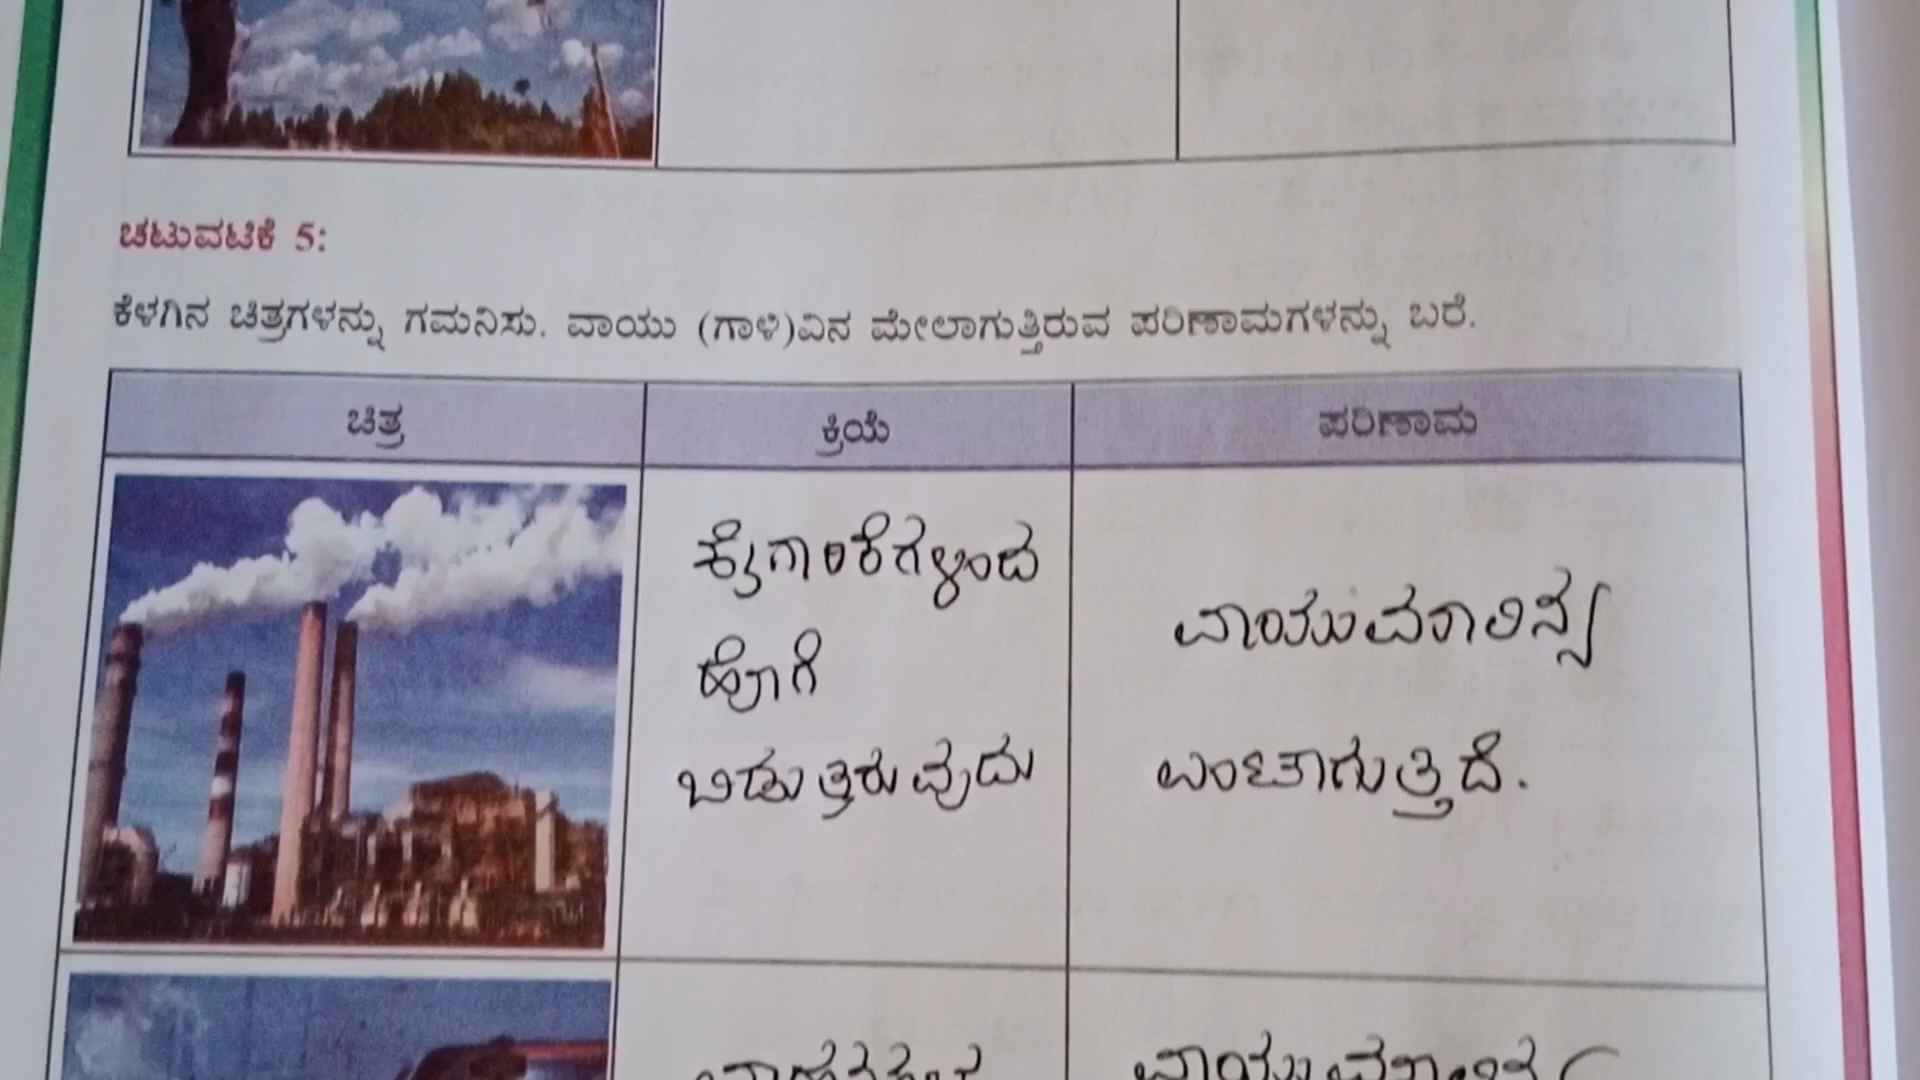 ಚಟುವಟಿಕೆ 5:
ಕೆಳಗಿನ ಚಿತ್ರಗಳನ್ನು ಗಮನಿಸು. ವಾಯು (ಗಾಳಿ)ವಿನ ಮೇಲಾಗುತ್ತಿರುವ ಪರಿಣಾಮಗಳನ್ನು ಬರೆ.
ಚಿತ್ರ ಕ್ರಿಯೆ ಪರಿಣಾಮ
ಕೈಗಾರಿಕೆಗಳಿಂದ
ಹೊಗೆ
ಬಿಡುತ್ತಿರುವುದು
ವಾಯುಮಾಲಿನ್ಯ
ಉಂಟಾಗುತ್ತಿದೆ.